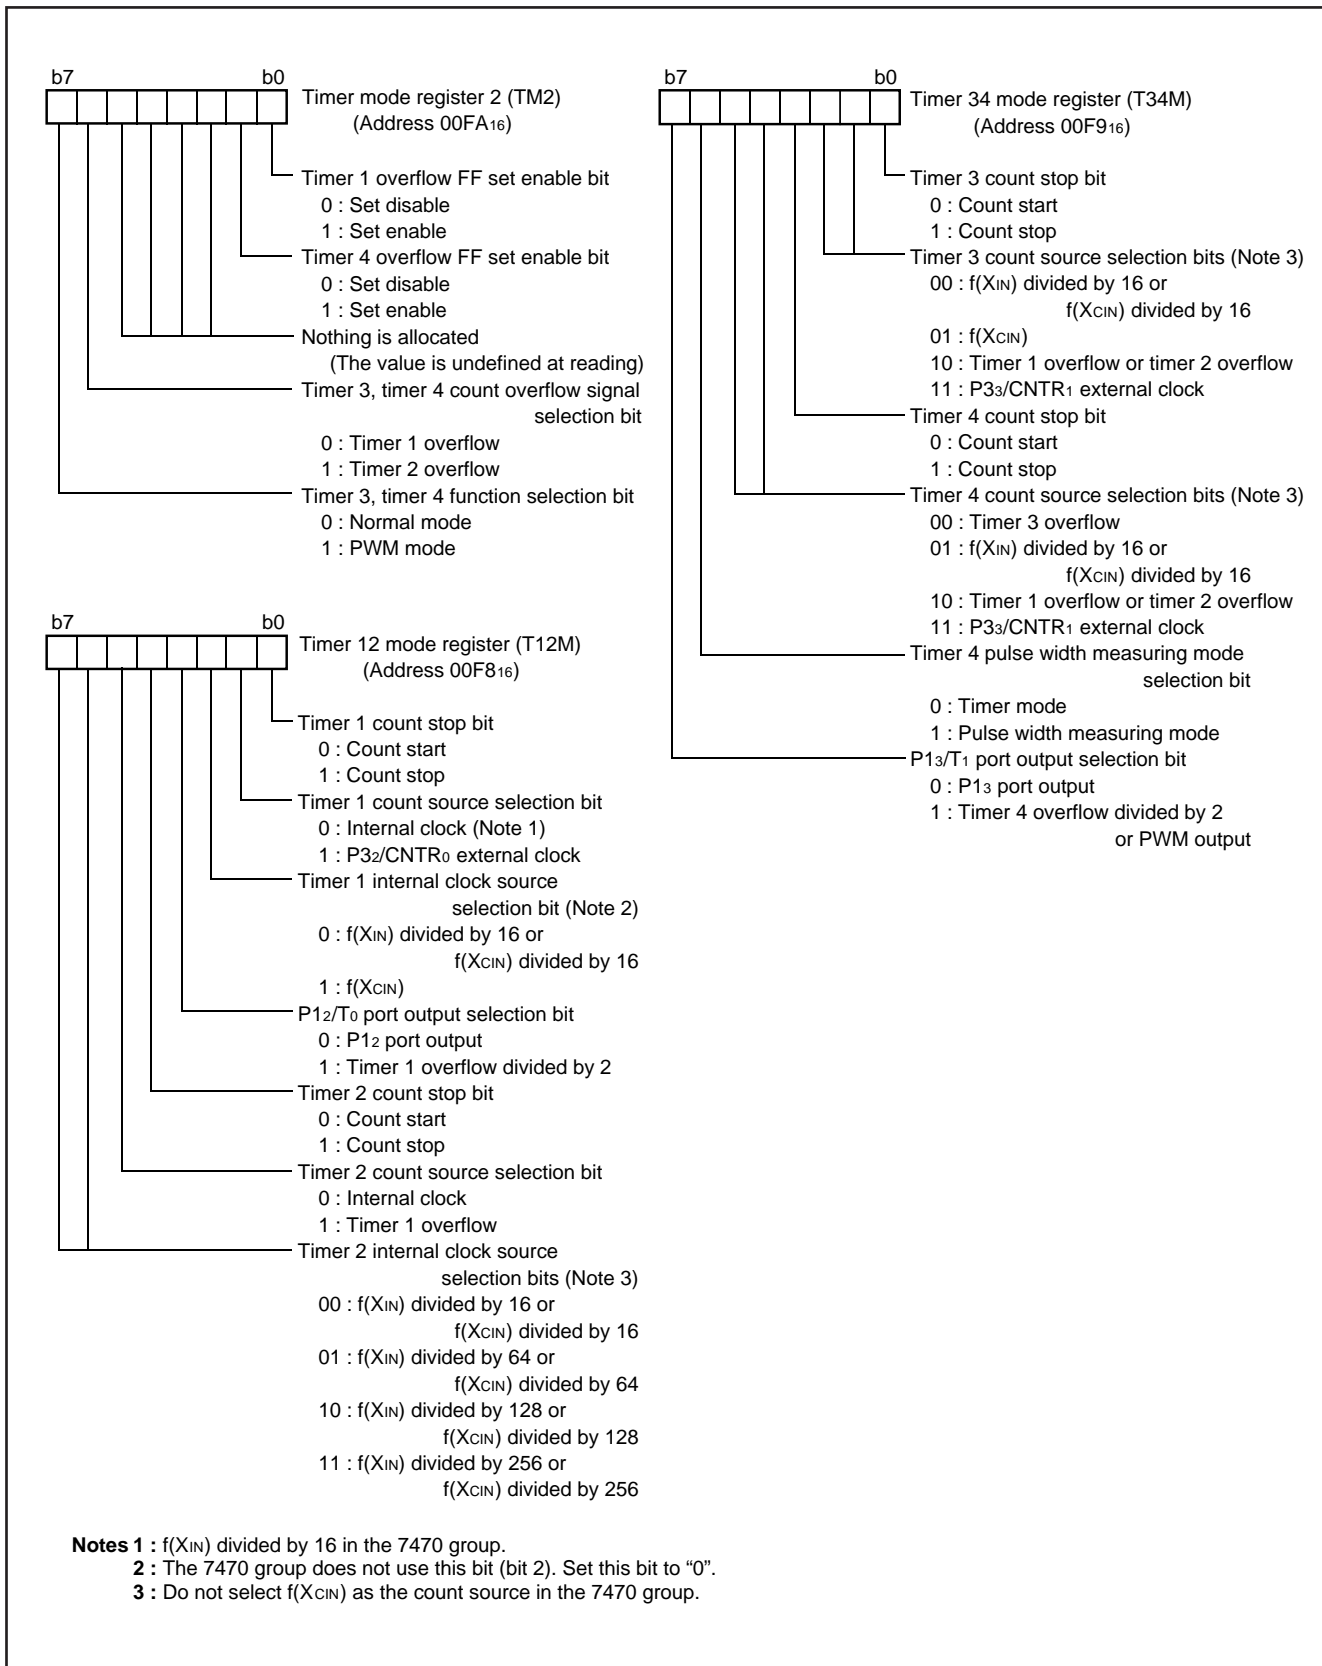 b7 b0
Timer mode register 2 (TM2)
(Address 00FA16)
Timer 1 overflow FF set enable bit
0 : Set disable
1 : Set enable
Timer 4 overflow FF set enable bit
0 : Set disable
1 : Set enable
Nothing is allocated
(The value is undefined at reading)
Timer 3, timer 4 count overflow signal
selection bit
0 : Timer 1 overflow
1 : Timer 2 overflow
Timer 3, timer 4 function selection bit
0 : Normal mode
1 : PWM mode
b7 b0
Timer 12 mode register (T12M)
(Address 00F816)
Timer 1 count stop bit
0 : Count start
1 : Count stop
Timer 1 count source selection bit
0 : Internal clock (Note 1)
1 : P32/CNTR0 external clock
Timer 1 internal clock source
selection bit (Note 2)
0 : f(XIN) divided by 16 or
f(XCIN) divided by 16
1 : f(XCIN)
P12/T0 port output selection bit
0 : P12 port output
1 : Timer 1 overflow divided by 2
Timer 2 count stop bit
0 : Count start
1 : Count stop
Timer 2 count source selection bit
0 : Internal clock
1 : Timer 1 overflow
Timer 2 internal clock source
selection bits (Note 3)
00 : f(XIN) divided by 16 or
f(XCIN) divided by 16
01 : f(XIN) divided by 64 or
f(XCIN) divided by 64
10 : f(XIN) divided by 128 or
f(XCIN) divided by 128
11 : f(XIN) divided by 256 or
f(XCIN) divided by 256
b7 b0
Timer 34 mode register (T34M)
(Address 00F916)
Timer 3 count stop bit
0 : Count start
1 : Count stop
Timer 3 count source selection bits (Note 3)
00 : f(XIN) divided by 16 or
f(XCIN) divided by 16
01 : f(XCIN)
10 : Timer 1 overflow or timer 2 overflow
11 : P33/CNTR1 external clock
Timer 4 count stop bit
0 : Count start
1 : Count stop
Timer 4 count source selection bits (Note 3)
00 : Timer 3 overflow
01 : f(XIN) divided by 16 or
f(XCIN) divided by 16
10 : Timer 1 overflow or timer 2 overflow
11 : P33/CNTR1 external clock
Timer 4 pulse width measuring mode
selection bit
0 : Timer mode
1 : Pulse width measuring mode
P13/T1 port output selection bit
0 : P13 port output
1 : Timer 4 overflow divided by 2
or PWM output
Notes 1 : f(XIN) divided by 16 in the 7470 group.
2 : The 7470 group does not use this bit (bit 2). Set this bit to “0”.
3 : Do not select f(XCIN) as the count source in the 7470 group.